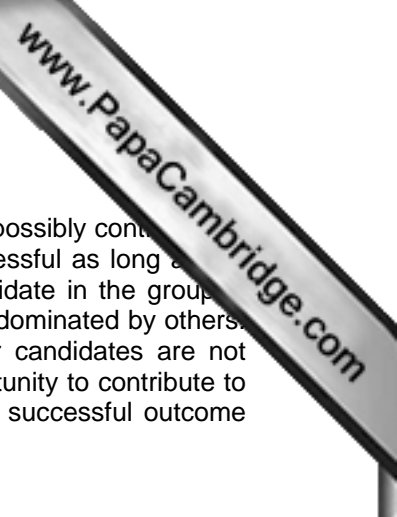 www.PapaCambridge.com
possibly
essful as long
idate in the group
dominated by others.
candidates are not
tunity to contribute to
successful outcome